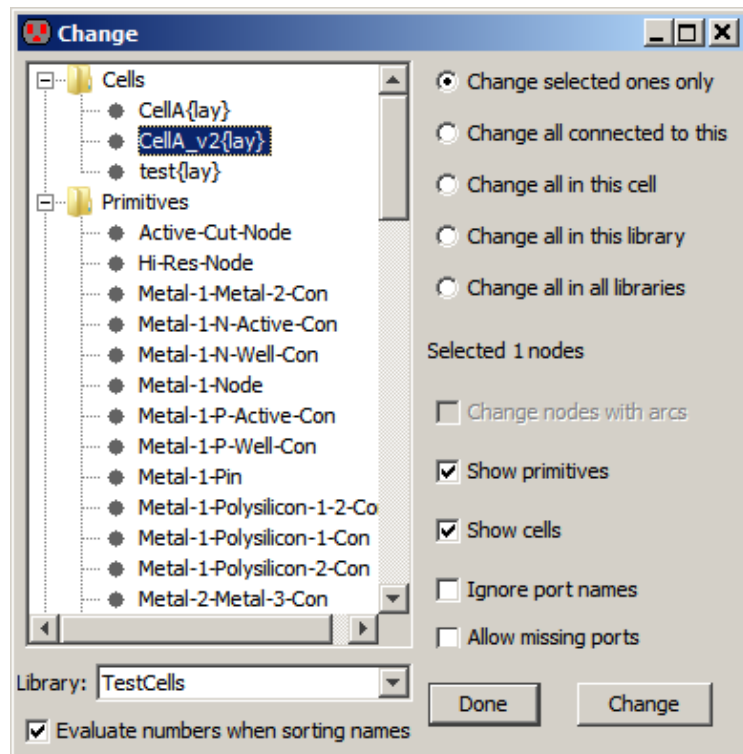 Change
Cells
CellA{lay}
CellA_v2{lay}
test{lay}
Primitives
Active-Cut-Node
Hi-Res-Node
Metal-1-Metal-2-Con
Metal-1-N-Active-Con
Metal-1-N-Well-Con
Metal-1-Node
Metal-1-P-Active-Con
Metal-1-P-Well-Con
Metal-1-Pin
Metal-1-Polysilicon-1-2-Co
Metal-1-Polysilicon-1-Con
Metal-1-Polysilicon-2-Con
Metal-2-Metal-3-Con
Library: TestCells
Evaluate numbers when sorting names
Change selected ones only
Change all connected to this
Change all in this cell
Change all in this library
Change all in all libraries
Selected 1 nodes
Change nodes with arcs
Show primitives
Show cells
Ignore port names
Allow missing ports
Done Change